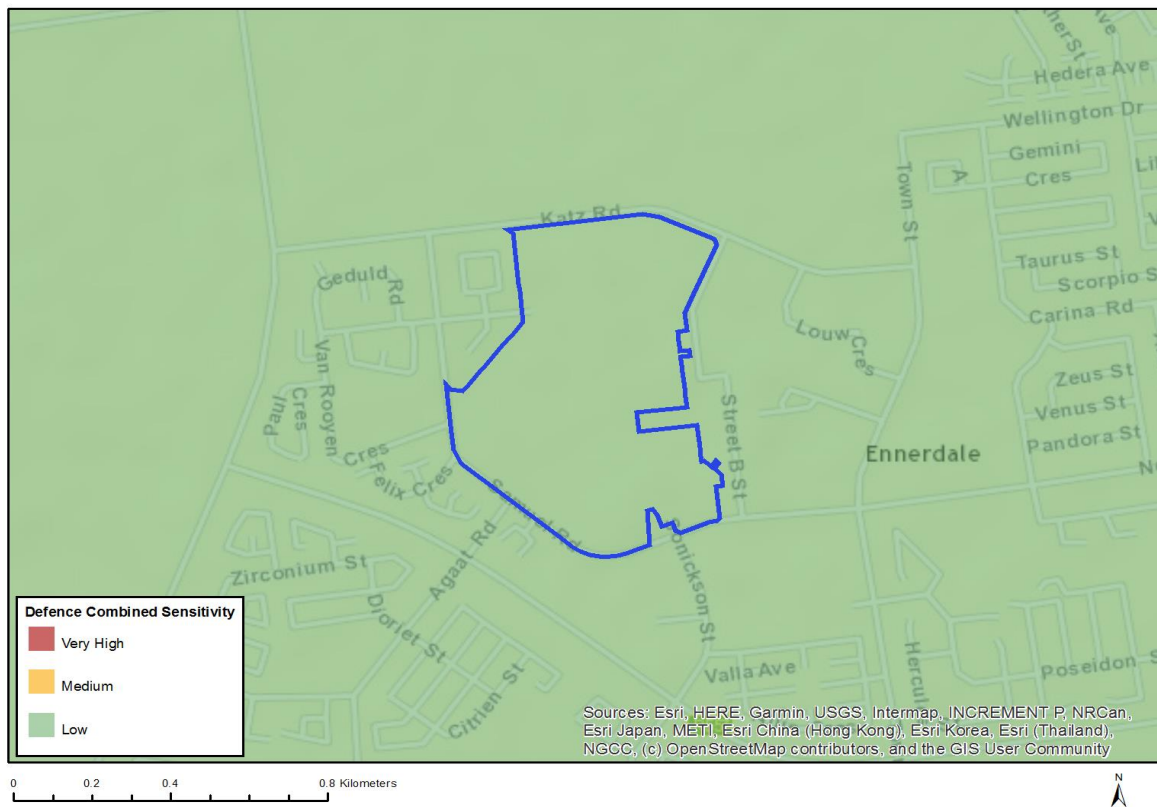 Hedera Ave
Wellington Dr
Gemini
Cres
A
Town St
Katz Rd
Taurus St
Scorpio S
Carina Rd
Geduld
Rd
Louw Cres
Van Rooyen
Cres
Paul
Cres
Zeus St
Venus St
Pandora St
Street B St
Ennerdale
Felix Cres
Samuel Rd
Agaat Rd
Zirconium St
Dioriet St
Citrien St
onickson St
Valla Ave
Poseidon S
Defence Combined Sensitivity
Very High
Medium
Low
Sources: Esri, HERE, Garmin, USGS, Intermap, INCREMENT P, NRCan,
Esri Japan, METI, Esri China (Hong Kong), Esri Korea, Esri (Thailand),
NGCC, (c) OpenStreetMap contributors, and the GIS User Community
0 0.2 0.4 0.8 Kilometers
N